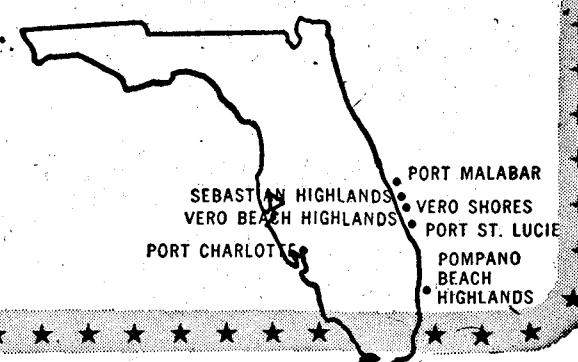 PORT MALABAR
SEBASTIAN HIGHLANDS
VERO SHORES
VERO BEACH HIGHLANDS
PORT ST. LUCIE
PORT CHARLOTTE
POMPANO
BEACH
HIGHLANDS